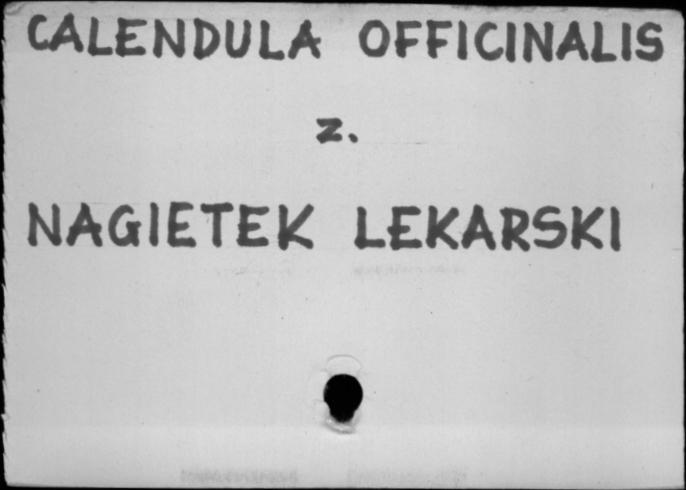 CALENDULA OFFICINALIS
z.
NAGIETEK LEKARSKI